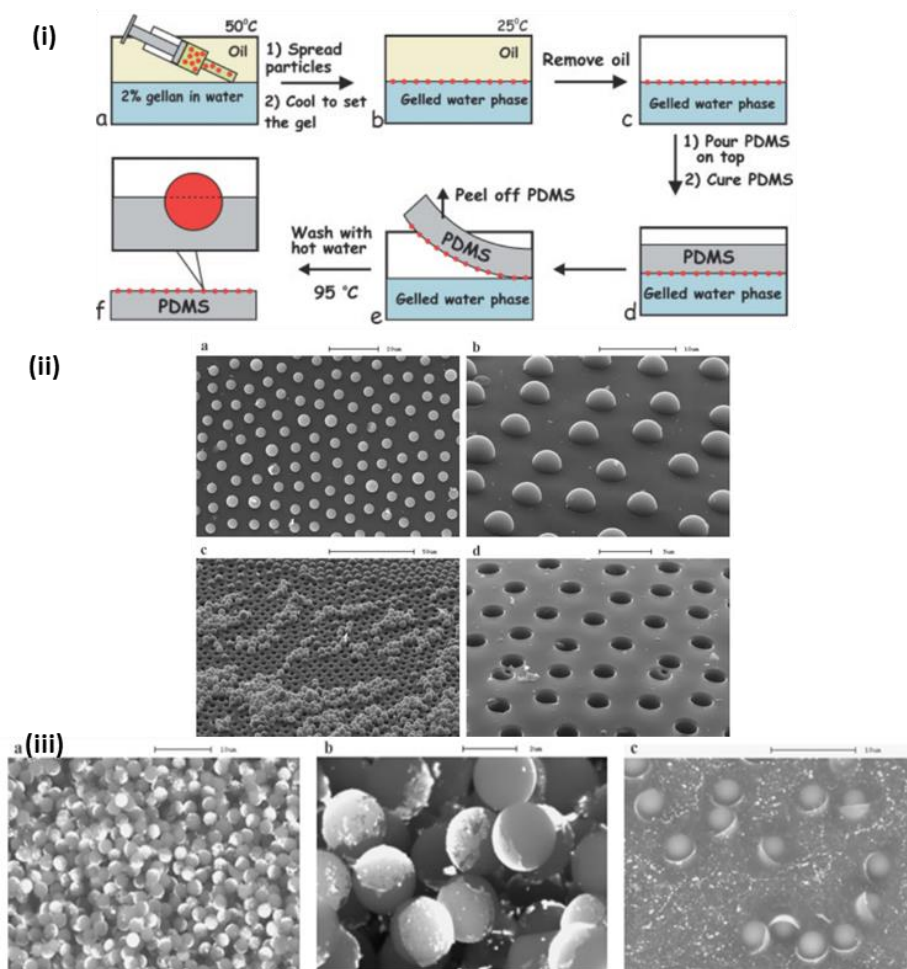 (i)
50°C
Oil
2% gellan in water
a
1) Spread
particles
2) Cool to set
the gel
25°C
Oil
Gelled water phase
b
Remove oil
Gelled water phase
c
1) Pour PDMS
on top
2) Cure PDMS
PDMS
Gelled water phase
d
Peel off PDMS
PDMS
Gelled water phase
e
Wash with
hot water
95 °C
PDMS
f
(ii)
a
b
c
d
(iii)
a
b
c